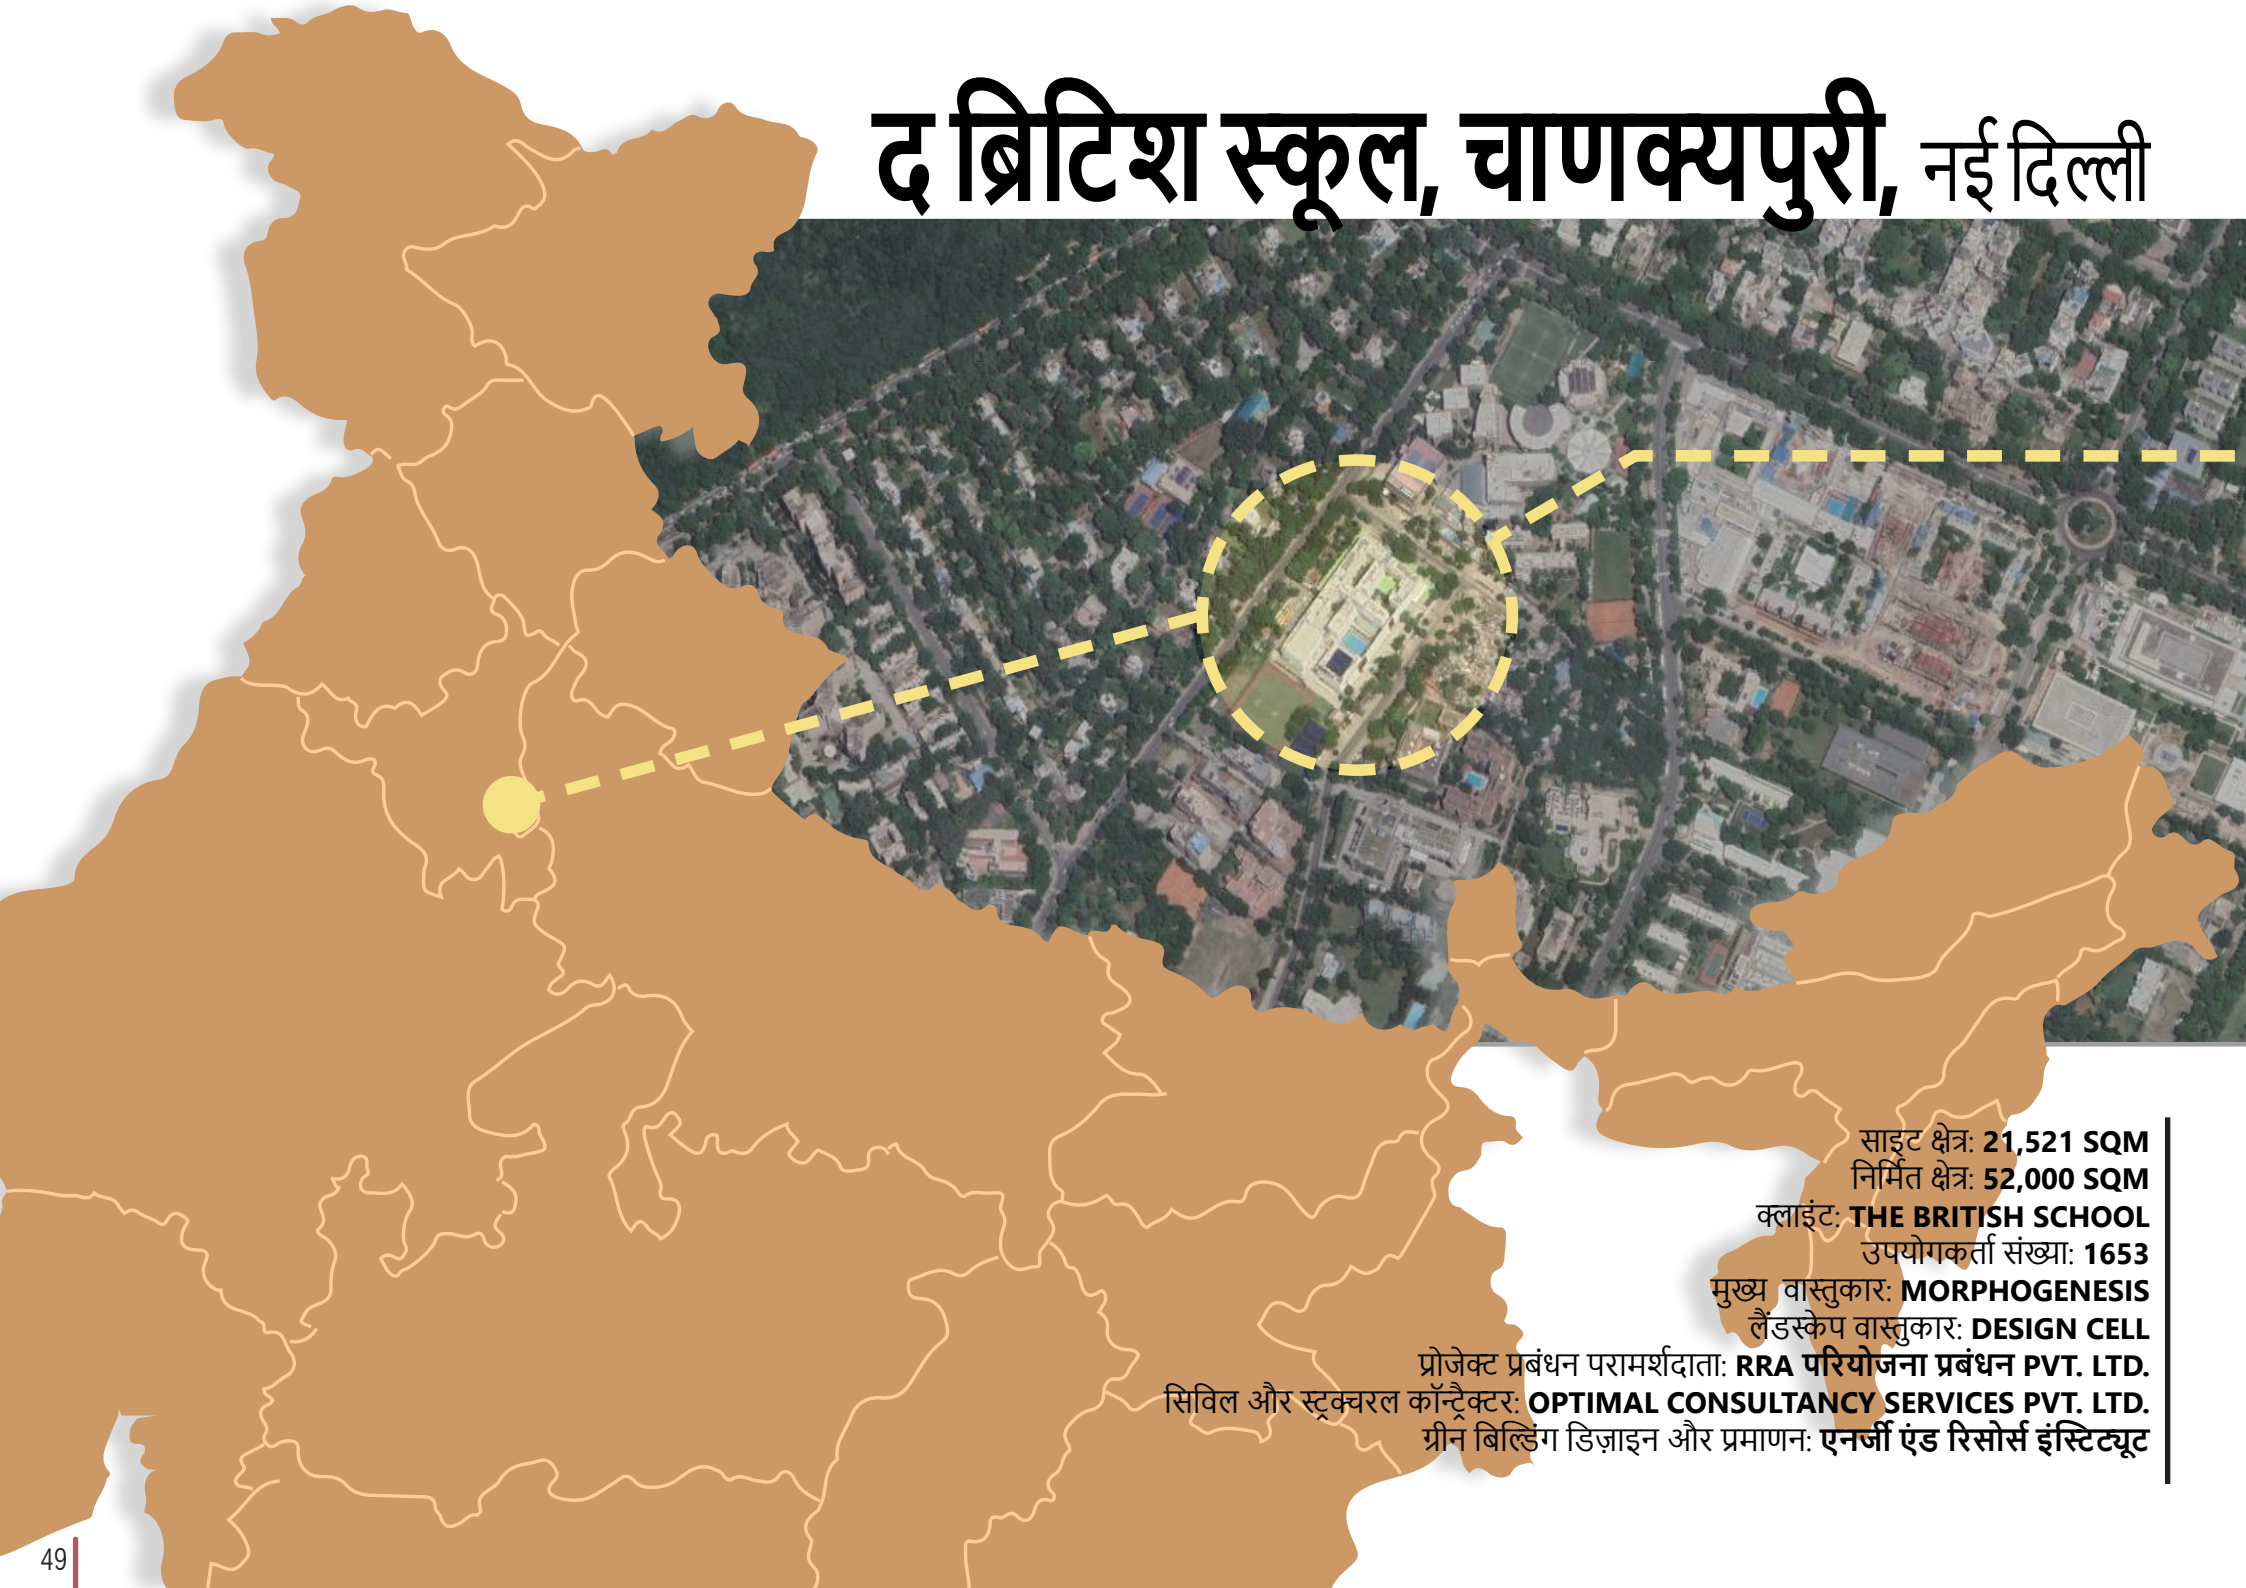 द ब्रिटिश स्कूल, चाणक्यपुरी, नई दिल्ली
साइट क्षेत्र: 21,521 SQM
निर्मित क्षेत्र: 52,000 SQM
क्लाइंट: THE BRITISH SCHOOL
उपयोगकर्ता संख्या: 1653
मुख्य वास्तुकार: MORPHOGENESIS
लैंडस्केप वास्तुकार: DESIGN CELL
प्रोजेक्ट प्रबंधन परामर्शदाता: RRA परियोजना प्रबंधन PVT. LTD.
सिविल और स्ट्रक्चरल कॉन्ट्रैक्टर: OPTIMAL CONSULTANCY SERVICES PVT. LTD.
ग्रीन बिल्डिंग डिज़ाइन और प्रमाणन: एनर्जी एंड रिसोर्स इंस्टिट्यूट
49